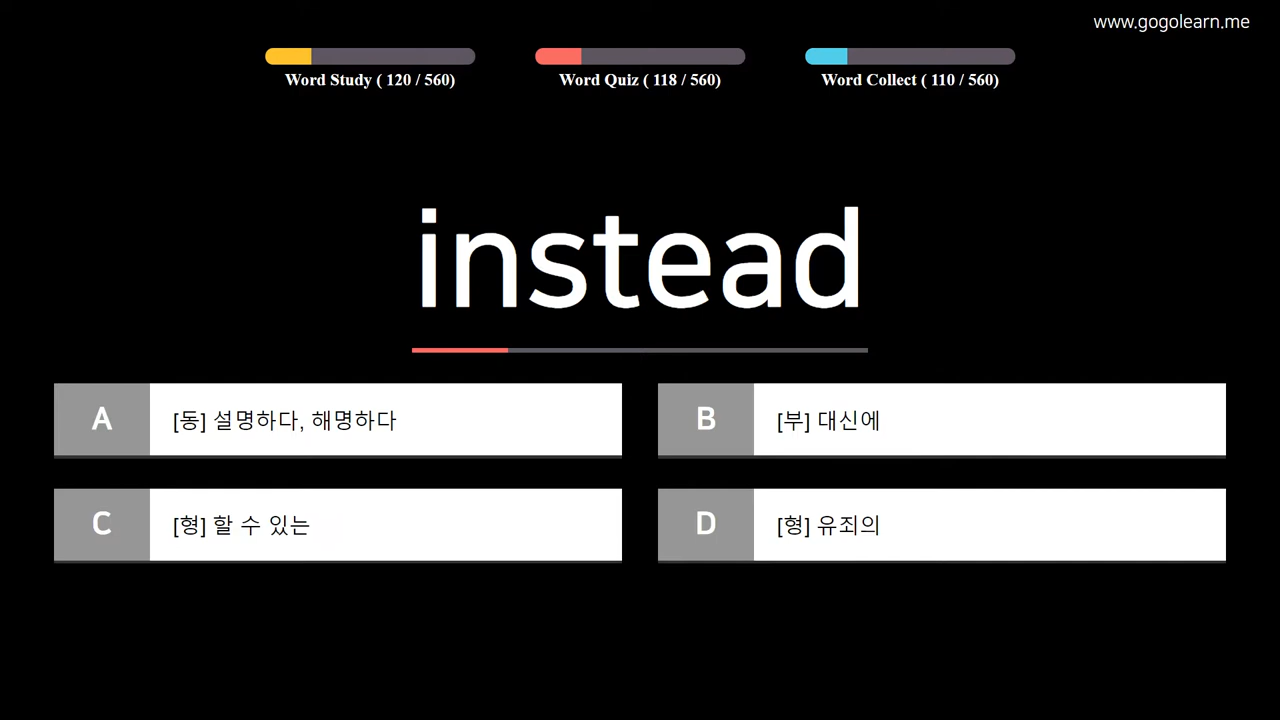 www.gogolearn.me
Word Study ( 120 / 560)
Word Quiz ( 118 / 560)
Word Collect ( 110 / 560)
instead
A [동] 설명하다, 해명하다
B [부] 대신에
C [형] 할 수 있는
D [형] 유죄의